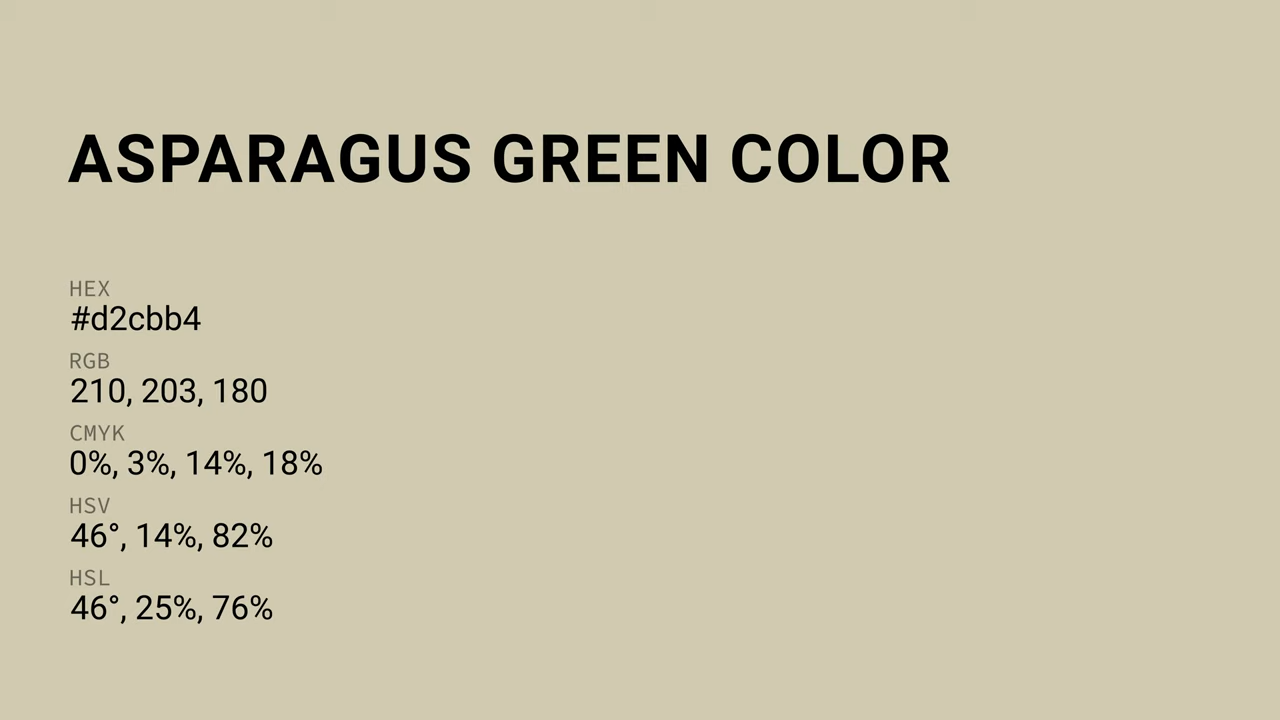 ASPARAGUS GREEN COLOR
HEX
#d2cbb4
RGB
210, 203, 180
CMYK
0%, 3%, 14%, 18%
HSV
46°, 14%, 82%
HSL
46°, 25%, 76%